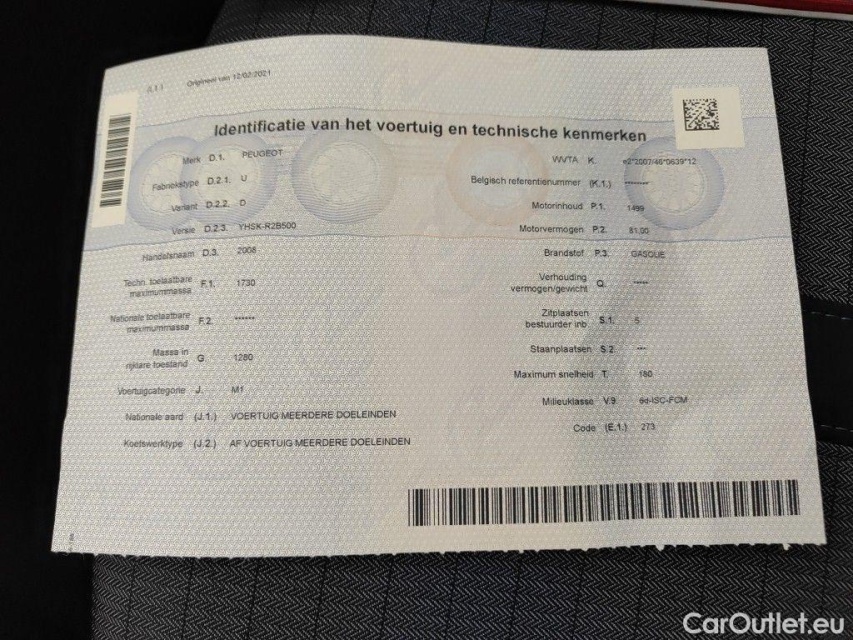 (I.1.) Origineel van 12/02/2021
Identificatie van het voertuig en technische kenmerken
Merk D.1. PEUGEOT
Fabriekstype D.2.1. U
Variant D.2.2. D
Versie D.2.3. YHSK-R2B500
Handelsnaam D.3. 2008
Techn. toelaatbare
maximummassa F.1. 1730
Nationale toelaatbare
maximummassa F.2. ------
Massa in
rijklare toestand G 1280
Voertuigcategorie J. M1
Nationale aard (J.1.) VOERTUIG MEERDERE DOELEINDEN
Koetswerktype (J.2.) AF VOERTUIG MEERDERE DOELEINDEN
WVTA K. e2*2007/46*0639*12
Belgisch referentienummer (K.1.) -------
Motorinhoud P.1. 1499
Motorvermogen P.2. 81,00
Brandstof P.3. GASOLIE
Verhouding
vermogen/gewicht Q. -----
Zitplaatsen
bestuurder inb. S.1. 5
Staanplaatsen S.2. ---
Maximum snelheid T. 180
Milieuklasse V.9. 6d-ISC-FCM
Code (E.1.) 273
CarOutlet.eu